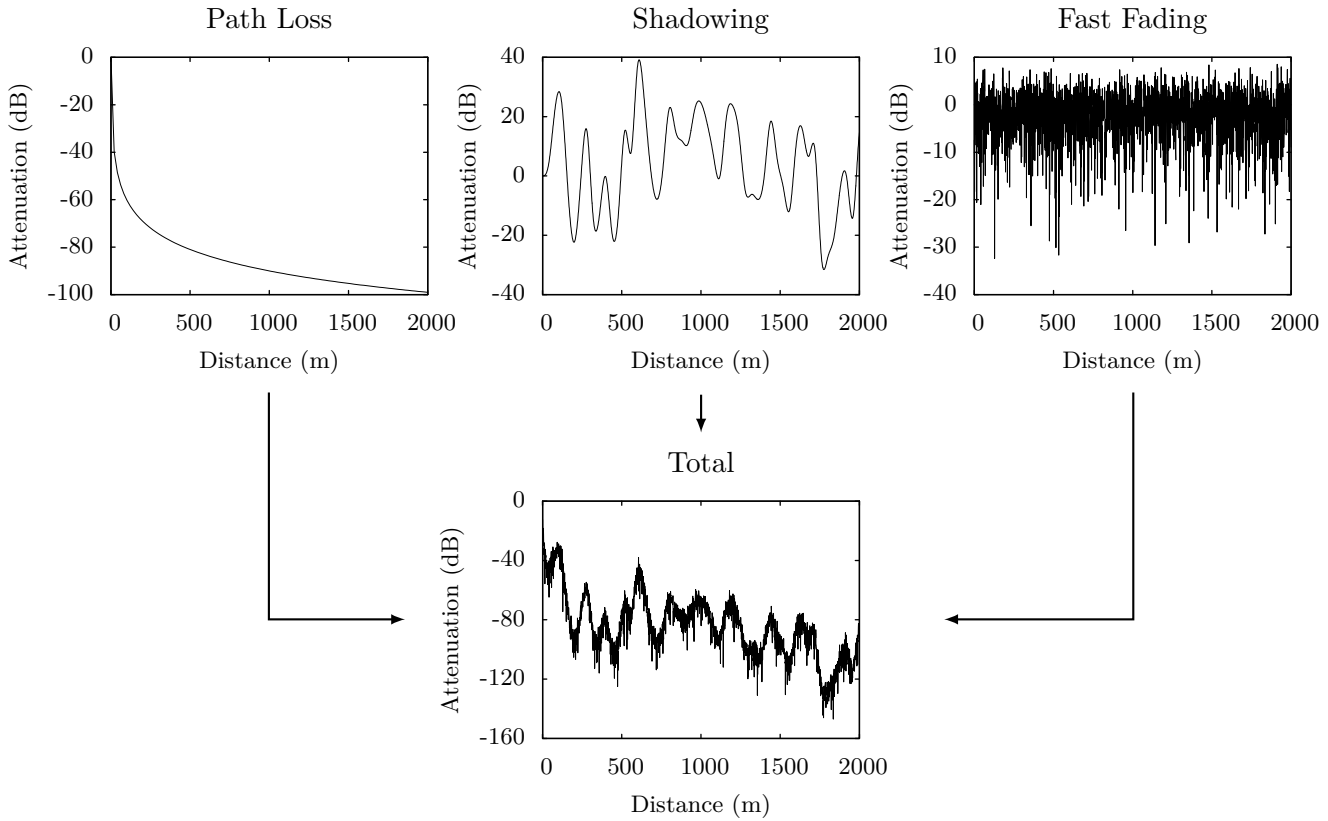 Path Loss
Shadowing
Fast Fading
Attenuation (dB)
0
-20
-40
-60
-80
-100
0 500 1000 1500 2000
Distance (m)
Attenuation (dB)
40
20
0
-20
-40
0 500 1000 1500 2000
Distance (m)
Attenuation (dB)
10
0
-10
-20
-30
-40
0 500 1000 1500 2000
Distance (m)
Total
Attenuation (dB)
0
-40
-80
-120
-160
0 500 1000 1500 2000
Distance (m)